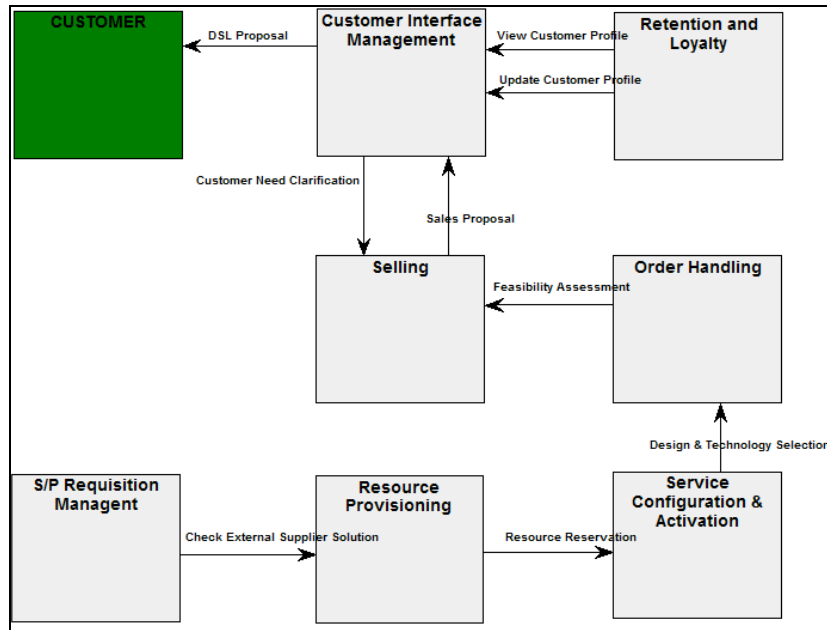 CUSTOMER
DSL Proposal
Customer Interface
Management
View Customer Profile
Update Customer Profile
Retention and
Loyalty
Customer Need Clarification
Sales Proposal
Selling
Feasibility Assessment
Order Handling
Design & Technology Selection
S/P Requisition
Managent
Check External Supplier Solution
Resource
Provisioning
Resource Reservation
Service
Configuration &
Activation